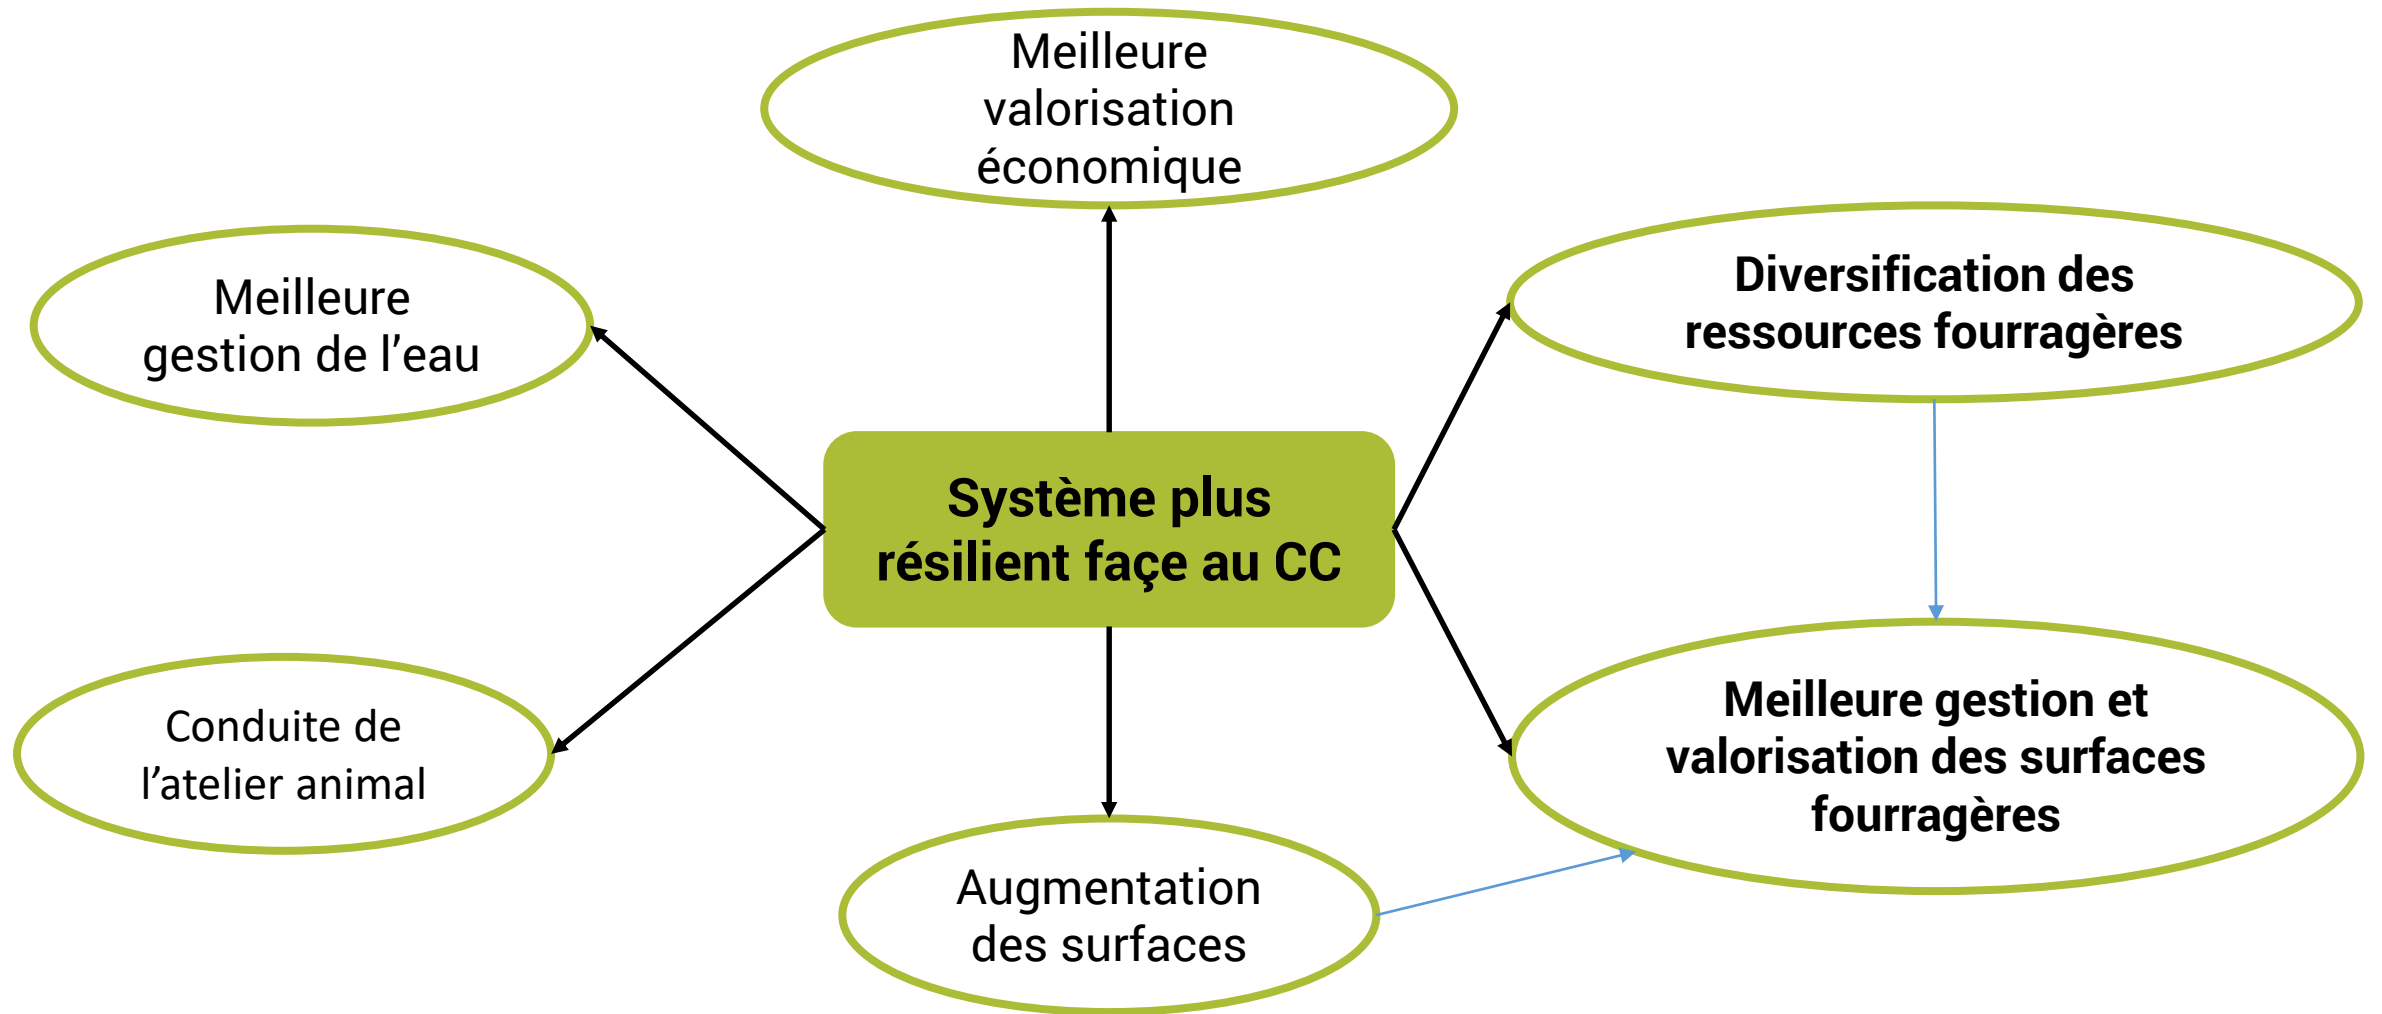 Meilleure
valorisation
économique
Meilleure
gestion de l’eau
Diversification des
ressources fourragères
Système plus
résilient façe au CC
Conduite de
l’atelier animal
Meilleure gestion et
valorisation des surfaces
fourragères
Augmentation
des surfaces